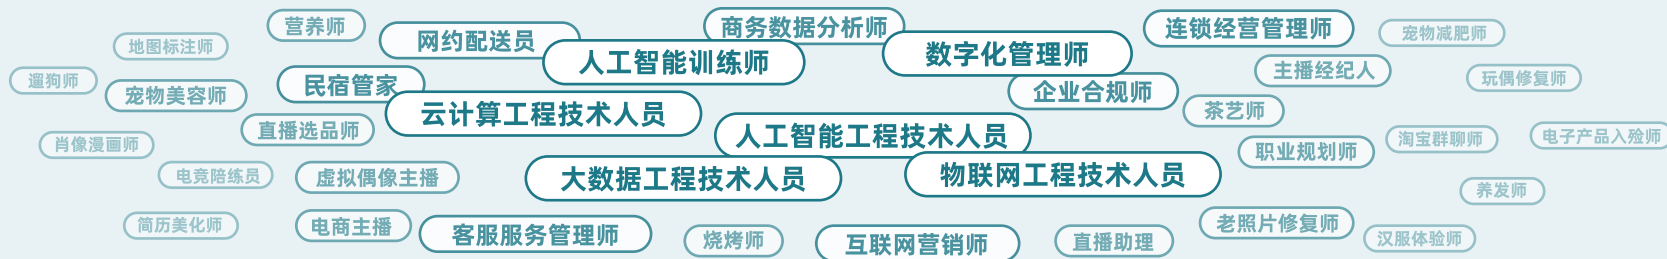 营养师
商务数据分析师
连锁经营管理师
宠物减肥师
地图标注师
网约配送员
人工智能训练师
数字化管理师
主播经纪人
玩偶修复师
遛狗师
宠物美容师
民宿管家
企业合规师
云计算工程技术人员
茶艺师
直播选品师
人工智能工程技术人员
肖像漫画师
淘宝群聊师
电子产品入殓师
职业规划师
电竞陪练员
虚拟偶像主播
大数据工程技术人员
物联网工程技术人员
养发师
简历美化师
电商主播
客服服务管理师
烧烤师
互联网营销师
直播助理
老照片修复师
汉服体验师